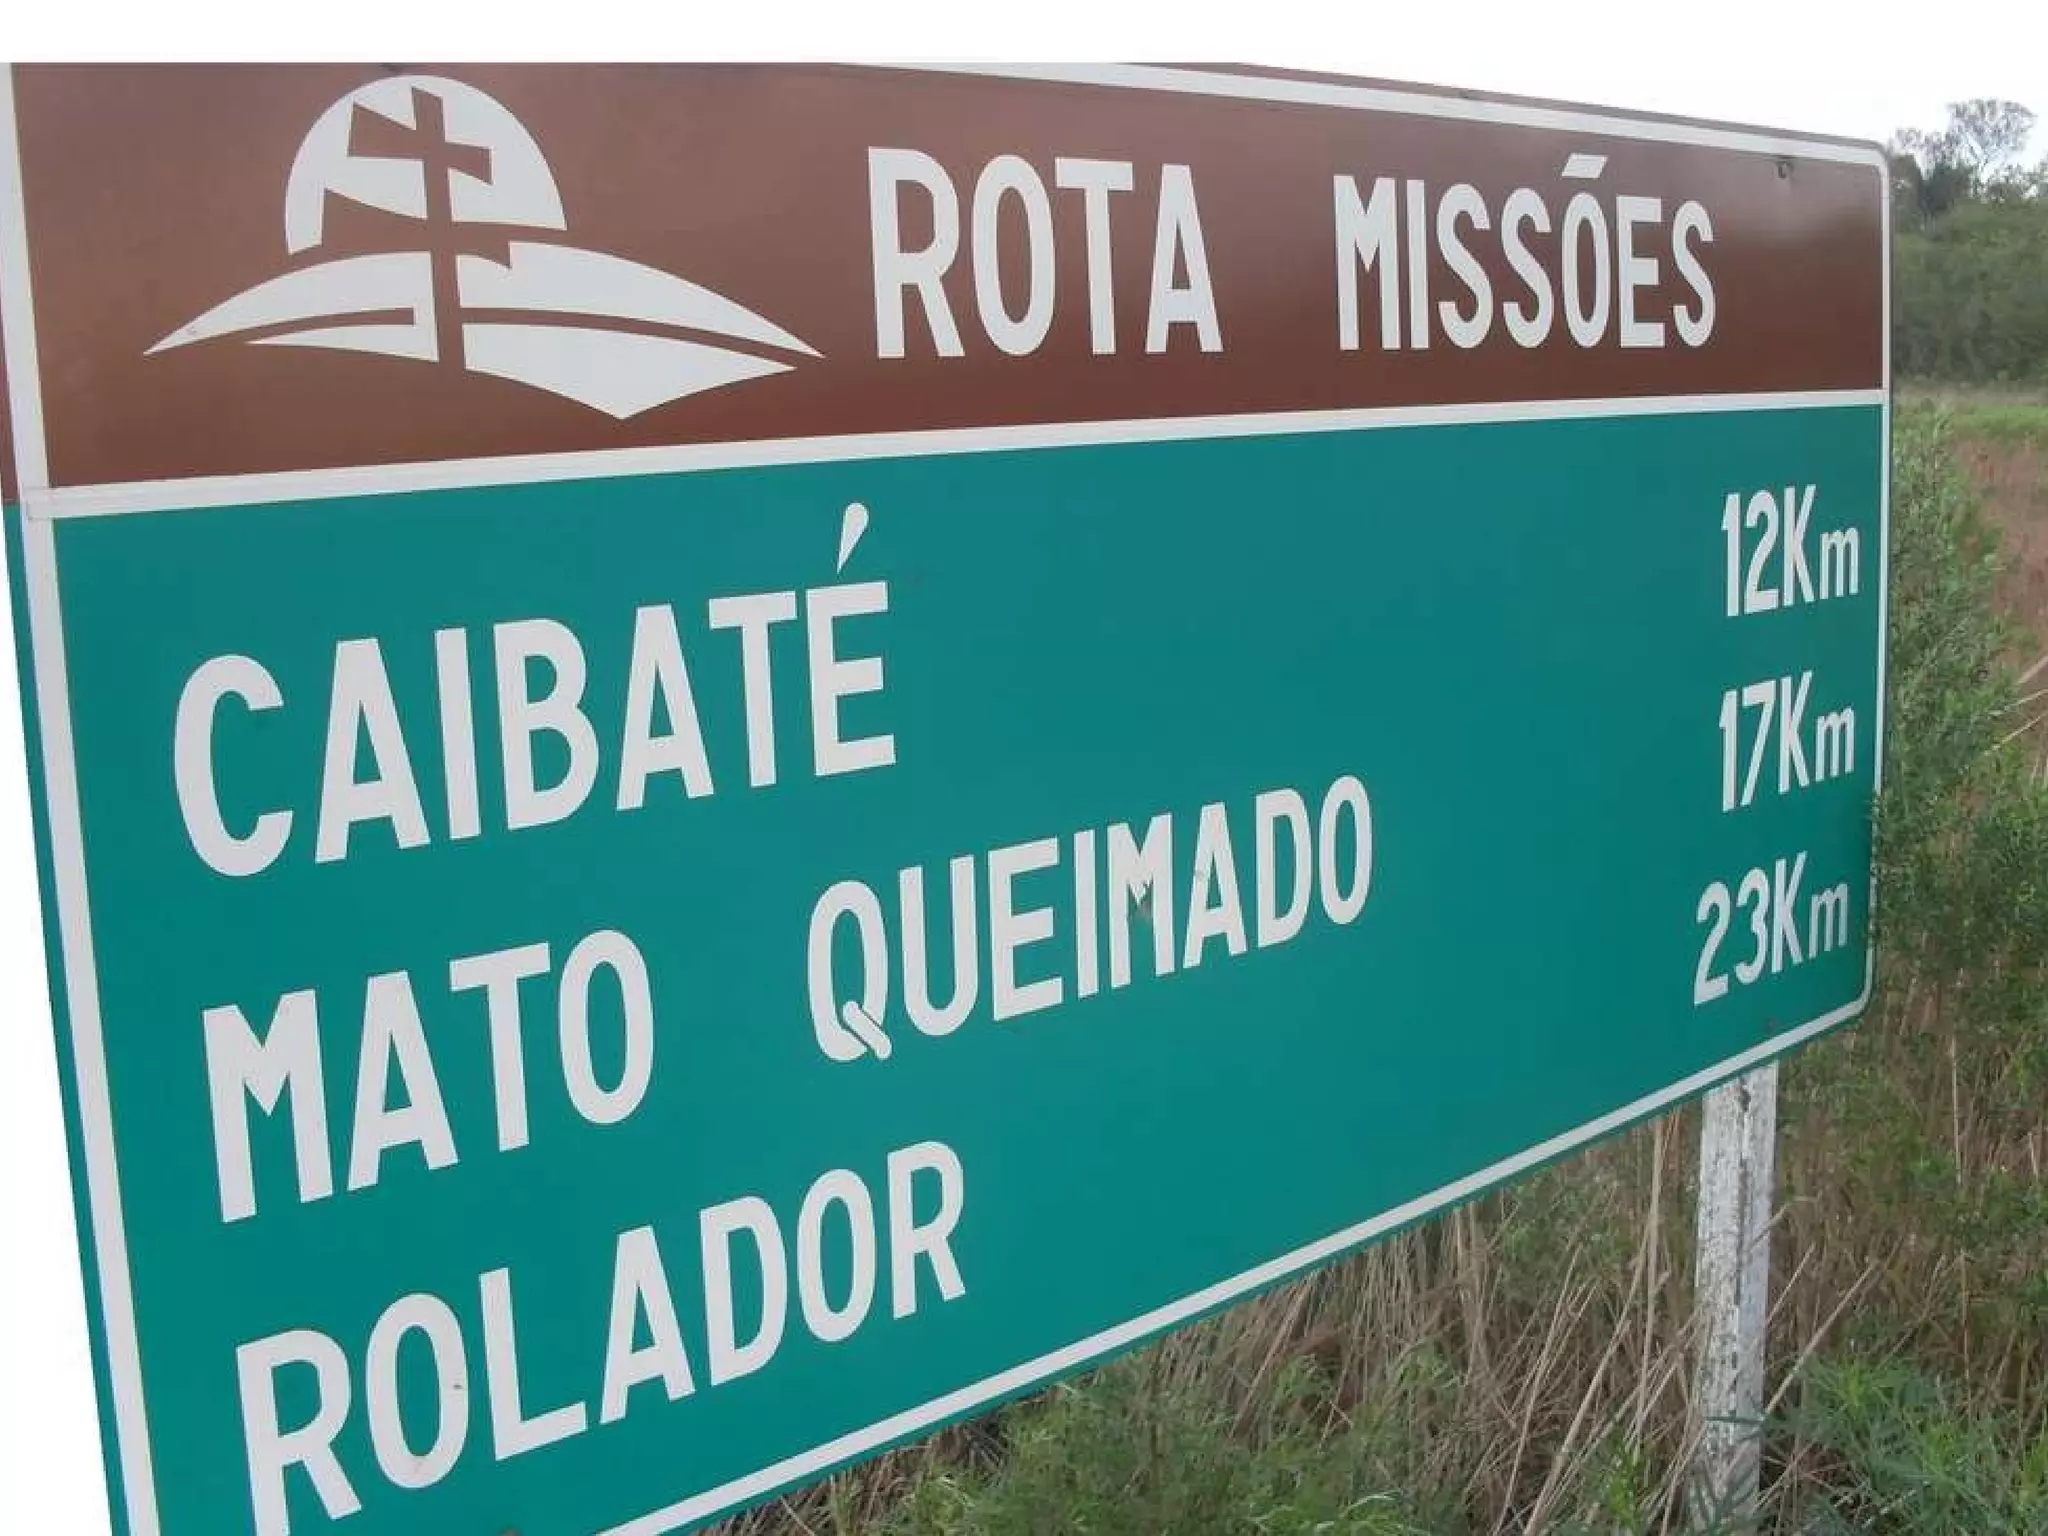 ROTA MISSÕES
CAIBATÉ 12Km
MATO QUEIMADO 17Km
ROLADOR 23Km